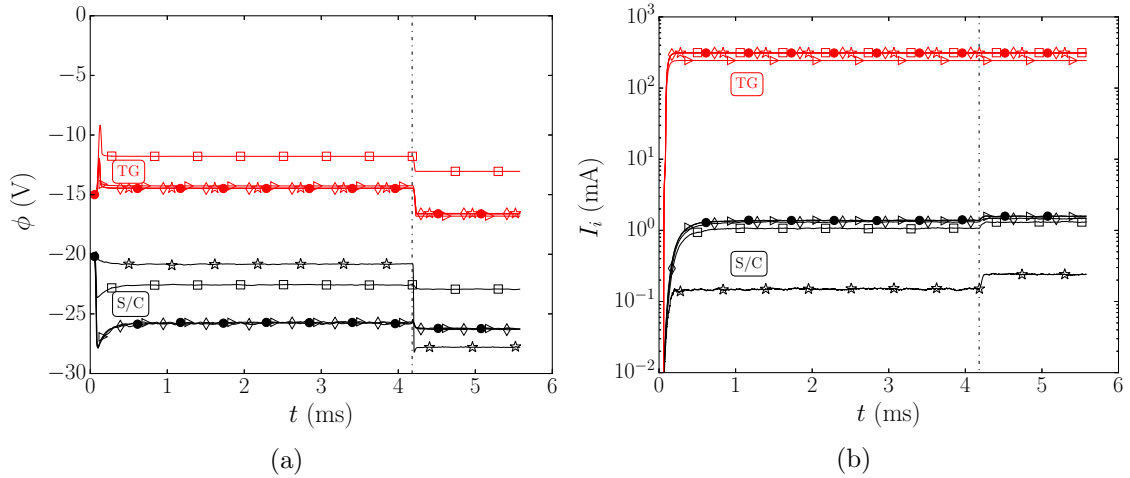 0
−5
−10
−15
−20
−25
−30
ϕ (V)
TG
S/C
0 1 2 3 4 5 6
t (ms)
(a)
10⁴
10³
10²
10¹
10⁰
10⁻¹
10⁻²
I_i (mA)
TG
S/C
0 1 2 3 4 5 6
t (ms)
(b)